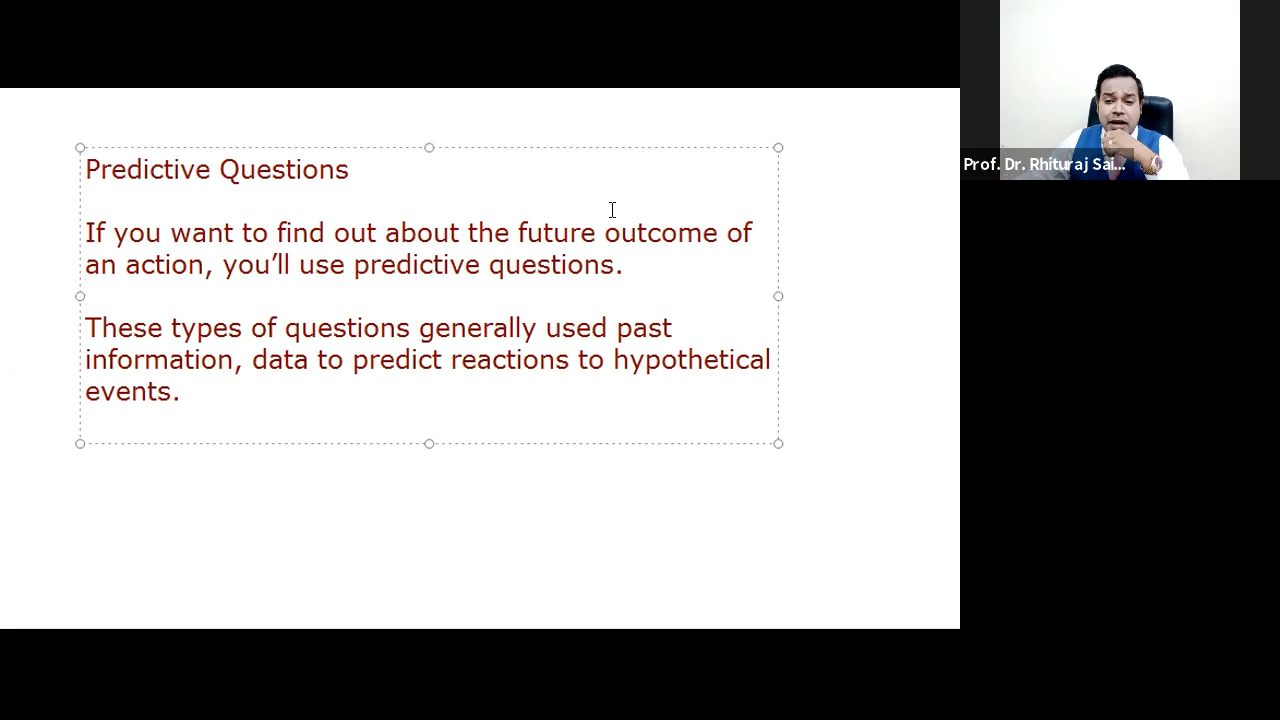 Predictive Questions
If you want to find out about the future outcome of
an action, you’ll use predictive questions.
These types of questions generally used past
information, data to predict reactions to hypothetical
events.
Prof. Dr. Rhituraj Sai...